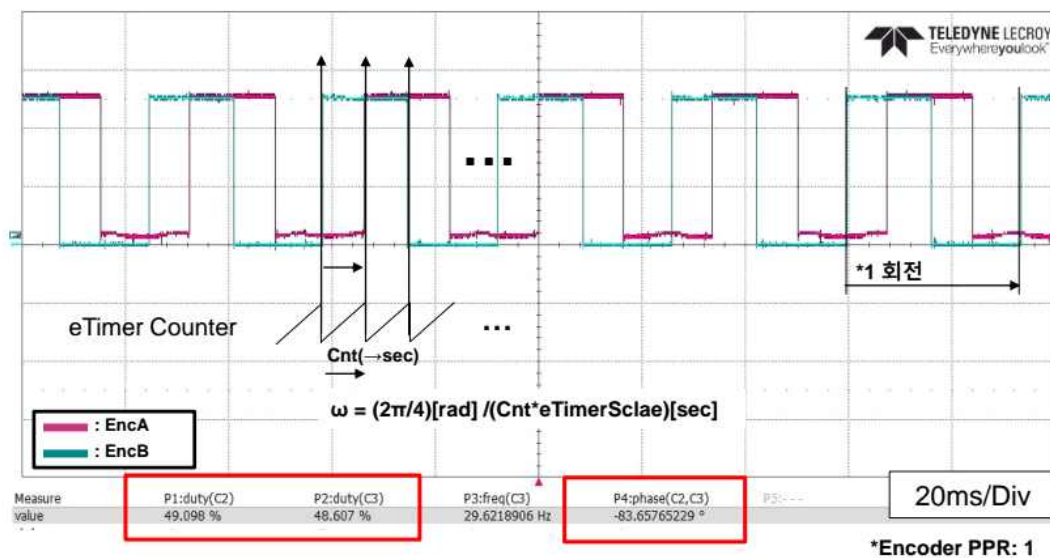 TELEDYNE LECROY
Everywhereyoulook™
...
*1 회전
eTimer Counter
...
Cnt(→sec)
ω = (2π/4)[rad] /(Cnt*eTimerSclae)[sec]
: EncA
: EncB
Measure P1:duty(C2) P2:duty(C3) P3:freq(C3) P4:phase(C2,C3) P5:---
value 49.098 % 48.607 % 29.6218906 Hz -83.65765229 °
20ms/Div
*Encoder PPR: 1